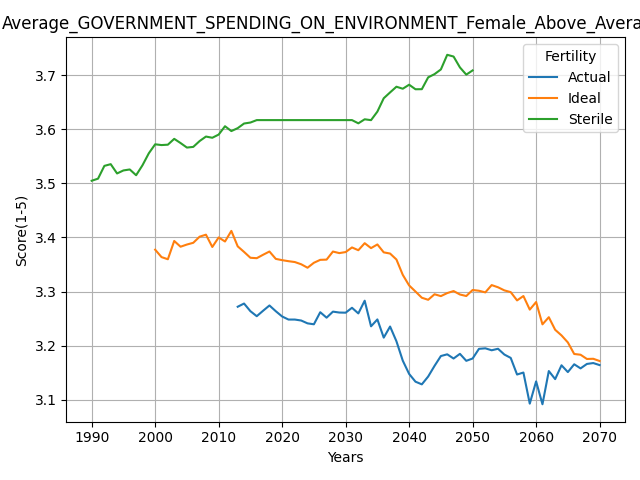 Average_GOVERNMENT_SPENDING_ON_ENVIRONMENT_Female_Above_Avera
Fertility
Actual
Ideal
Sterile
Score(1-5)
3.7
3.6
3.5
3.4
3.3
3.2
3.1
1990 2000 2010 2020 2030 2040 2050 2060 2070
Years